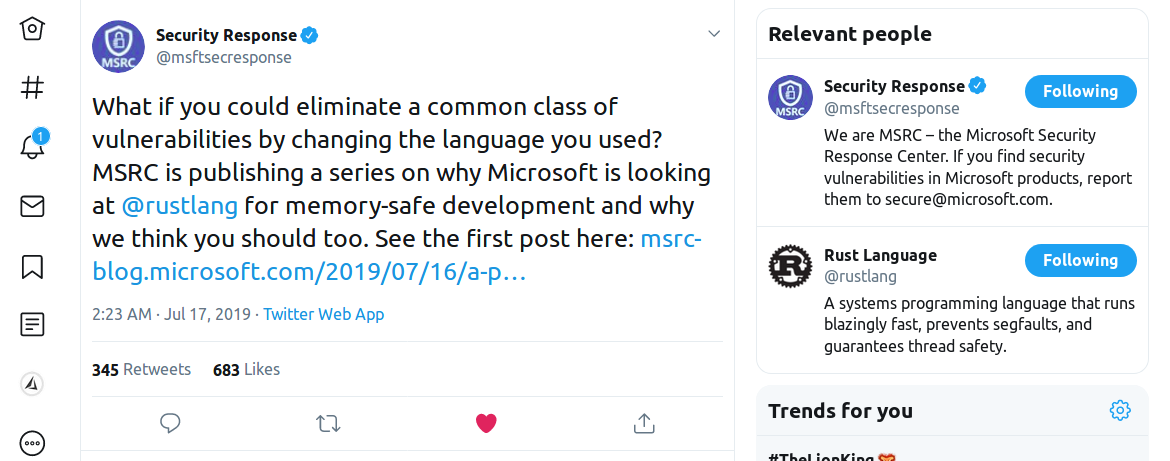 Security Response
@msftsecresponse
What if you could eliminate a common class of
vulnerabilities by changing the language you used?
MSRC is publishing a series on why Microsoft is looking
at @rustlang for memory-safe development and why
we think you should too. See the first post here: msrc-
blog.microsoft.com/2019/07/16/a-p…
2:23 AM · Jul 17, 2019 · Twitter Web App
345 Retweets 683 Likes
MSRC
1
Relevant people
Security Response
@msftsecresponse
Following
We are MSRC – the Microsoft Security
Response Center. If you find security
vulnerabilities in Microsoft products, report
them to secure@microsoft.com.
MSRC
Rust Language
@rustlang
Following
A systems programming language that runs
blazingly fast, prevents segfaults, and
guarantees thread safety.
R
Trends for you
#TheLionKing